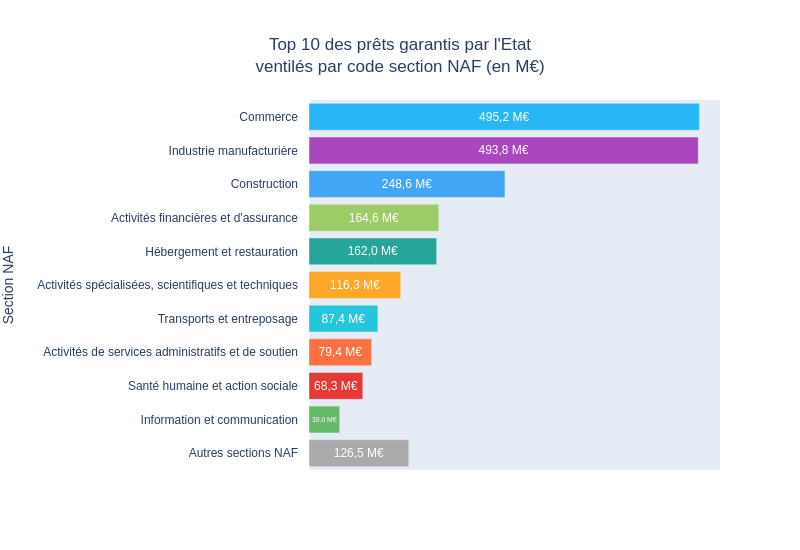 Top 10 des prêts garantis par l'Etat
ventilés par code section NAF (en M€)
Section NAF
Commerce 495,2 M€
Industrie manufacturière 493,8 M€
Construction 248,6 M€
Activités financières et d'assurance 164,6 M€
Hébergement et restauration 162,0 M€
Activités spécialisées, scientifiques et techniques 116,3 M€
Transports et entreposage 87,4 M€
Activités de services administratifs et de soutien 79,4 M€
Santé humaine et action sociale 68,3 M€
Information et communication 39,0 M€
Autres sections NAF 126,5 M€